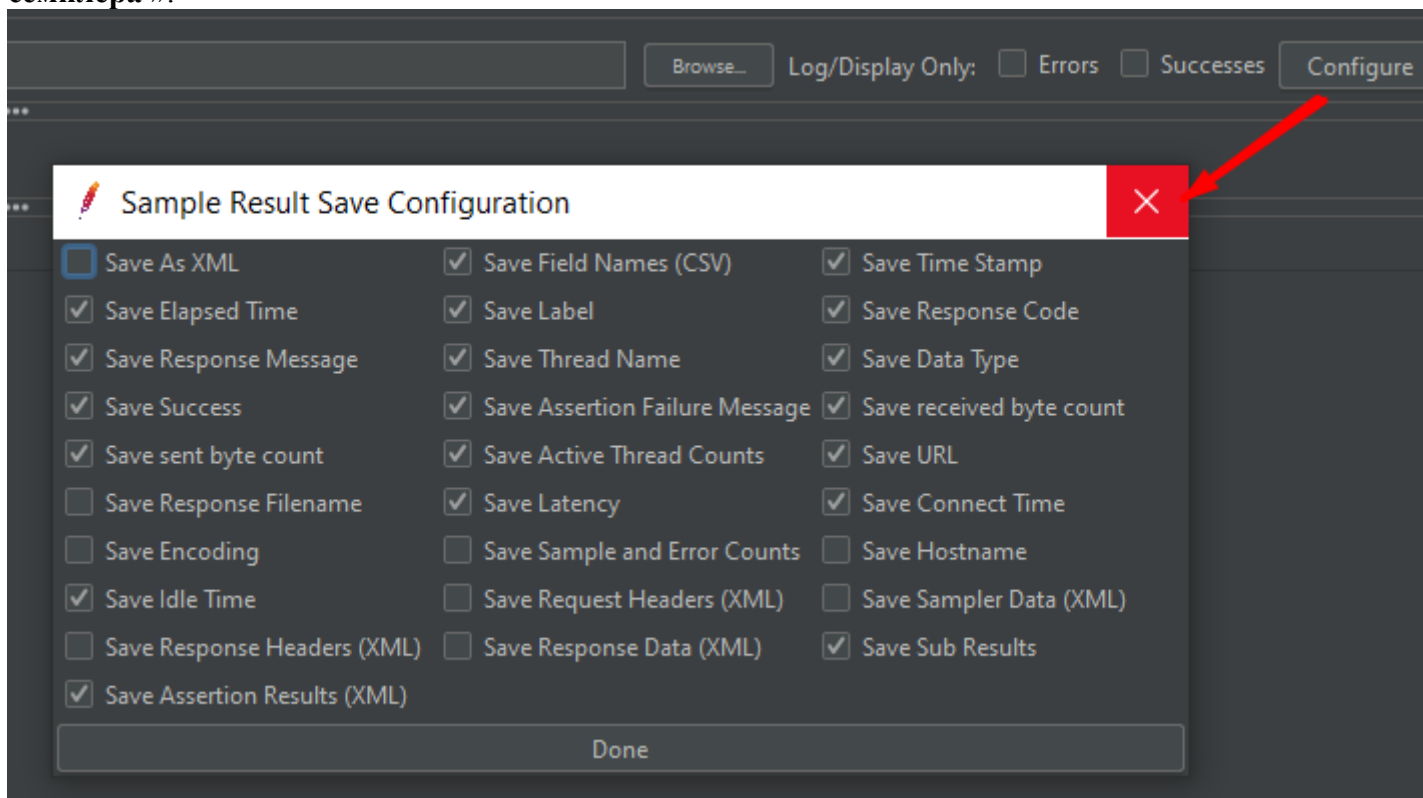 Browse... Log/Display Only: Errors Successes Configure
Sample Result Save Configuration
Save As XML Save Field Names (CSV) Save Time Stamp
Save Elapsed Time Save Label Save Response Code
Save Response Message Save Thread Name Save Data Type
Save Success Save Assertion Failure Message Save received byte count
Save sent byte count Save Active Thread Counts Save URL
Save Response Filename Save Latency Save Connect Time
Save Encoding Save Sample and Error Counts Save Hostname
Save Idle Time Save Request Headers (XML) Save Sampler Data (XML)
Save Response Headers (XML) Save Response Data (XML) Save Sub Results
Save Assertion Results (XML)
Done